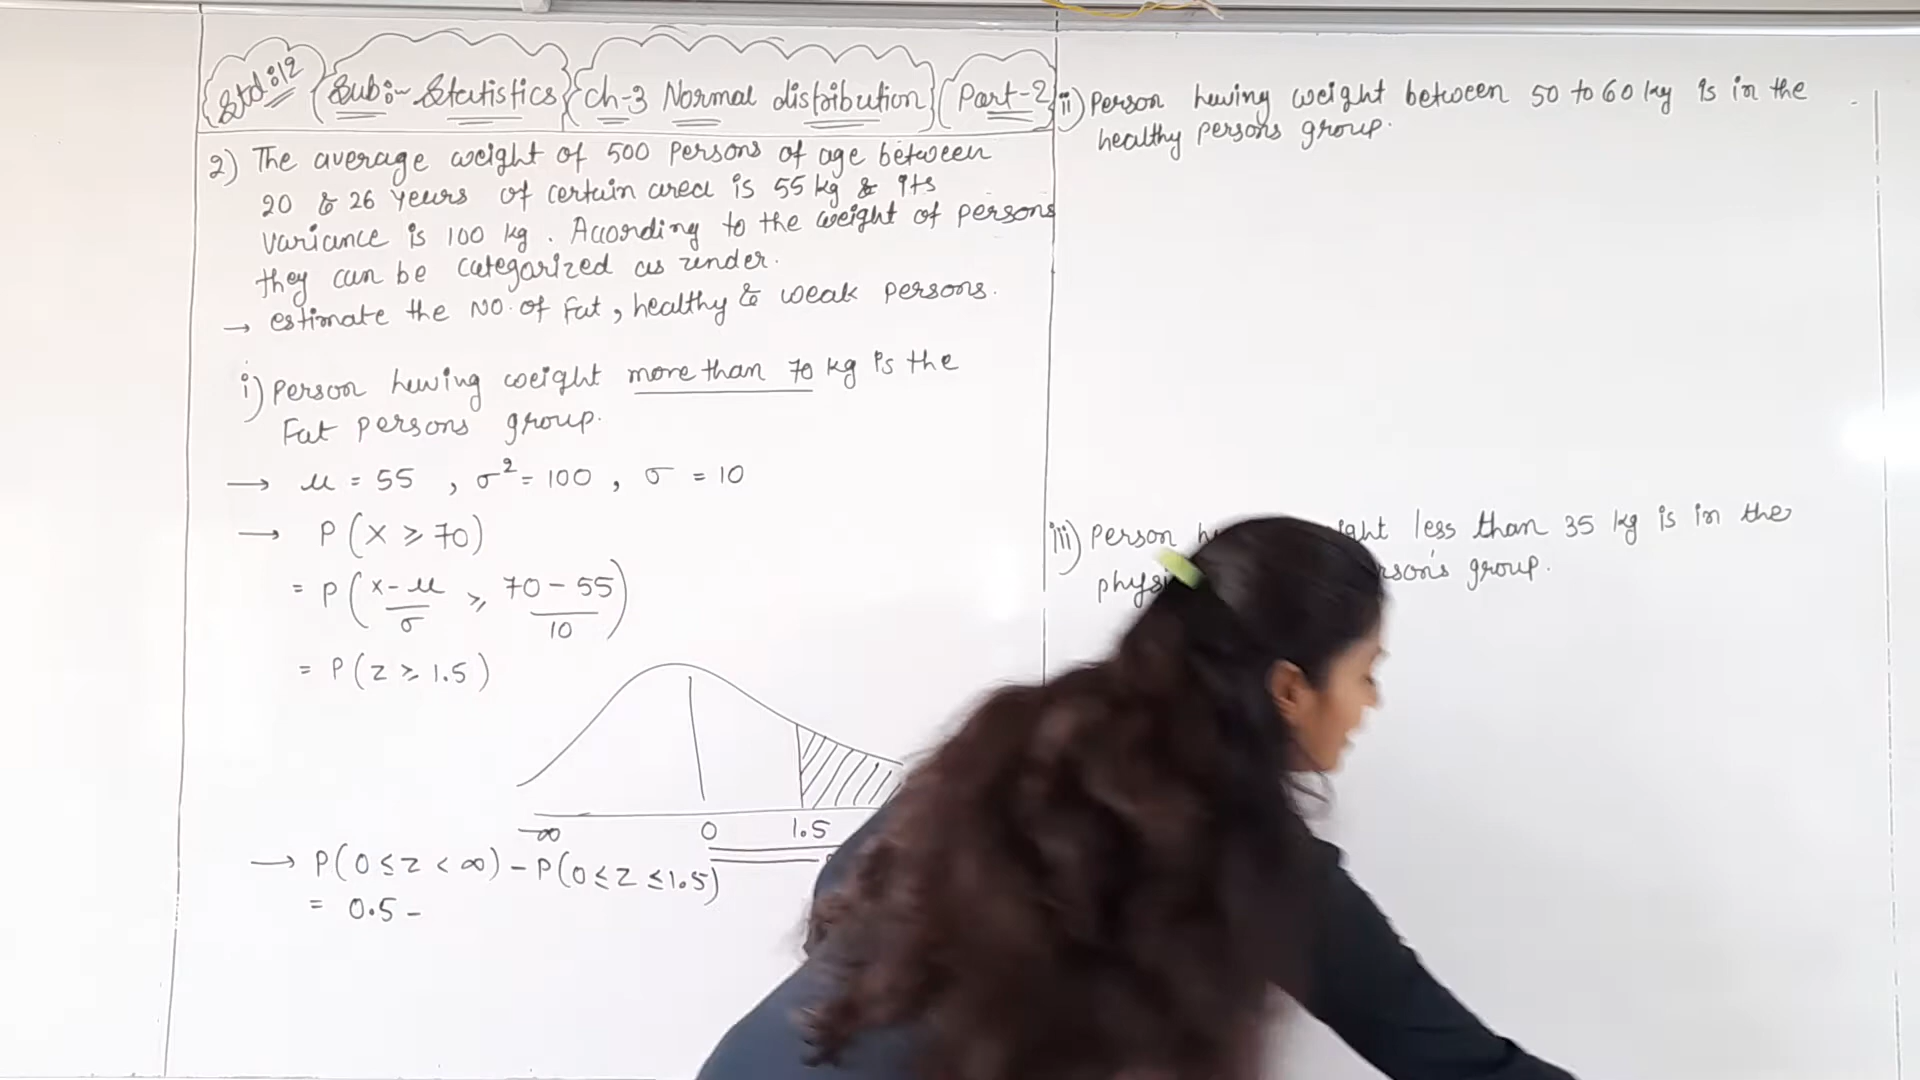 Std:12 Sub:- Statistics Ch-3 Normal distribution Part-2
2) The average weight of 500 persons of age between
20 & 26 years of certain area is 55 kg & its
variance is 100 kg. According to the weight of persons
they can be categorized as under.
→ estimate the No. of Fat, healthy & weak persons.
i) person having weight more than 70 kg is the
Fat persons group.
→ μ = 55 , σ² = 100 , σ = 10
→ P(x ≥ 70)
= P(x-μ/σ ≥ 70-55/10)
= P(z ≥ 1.5)
-∞ 0 1.5
→ P(0 ≤ z < ∞) - P(0 ≤ z ≤ 1.5)
= 0.5 -
ii) Person having weight between 50 to 60 kg is in the
healthy persons group.
iii) Person less than 35 kg is in the
group.